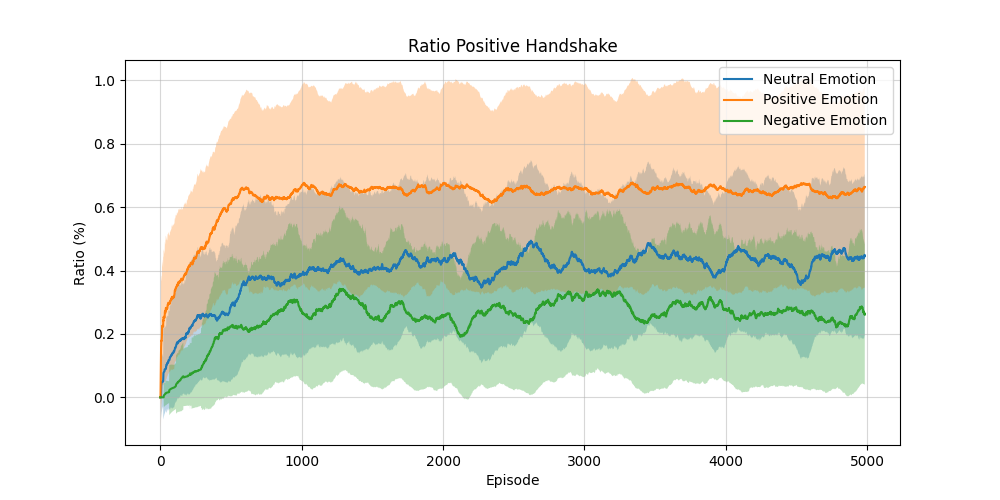 Ratio Positive Handshake
Neutral Emotion
Positive Emotion
Negative Emotion
Ratio (%)
1.0
0.8
0.6
0.4
0.2
0.0
0 1000 2000 3000 4000 5000
Episode